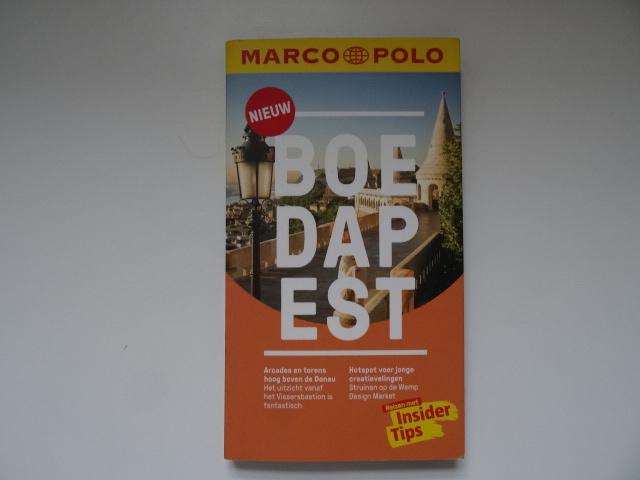 MARCO POLO
NIEUW
BOE
DAP
EST
Arcades en torens
hoog boven de Donau
Het uitzicht vanaf
het Vissersbastion is
fantastisch
Hotspot voor jonge
creatievelingen
Struinen op de Wamp
Design Market
Reizen met
Insider
Tips